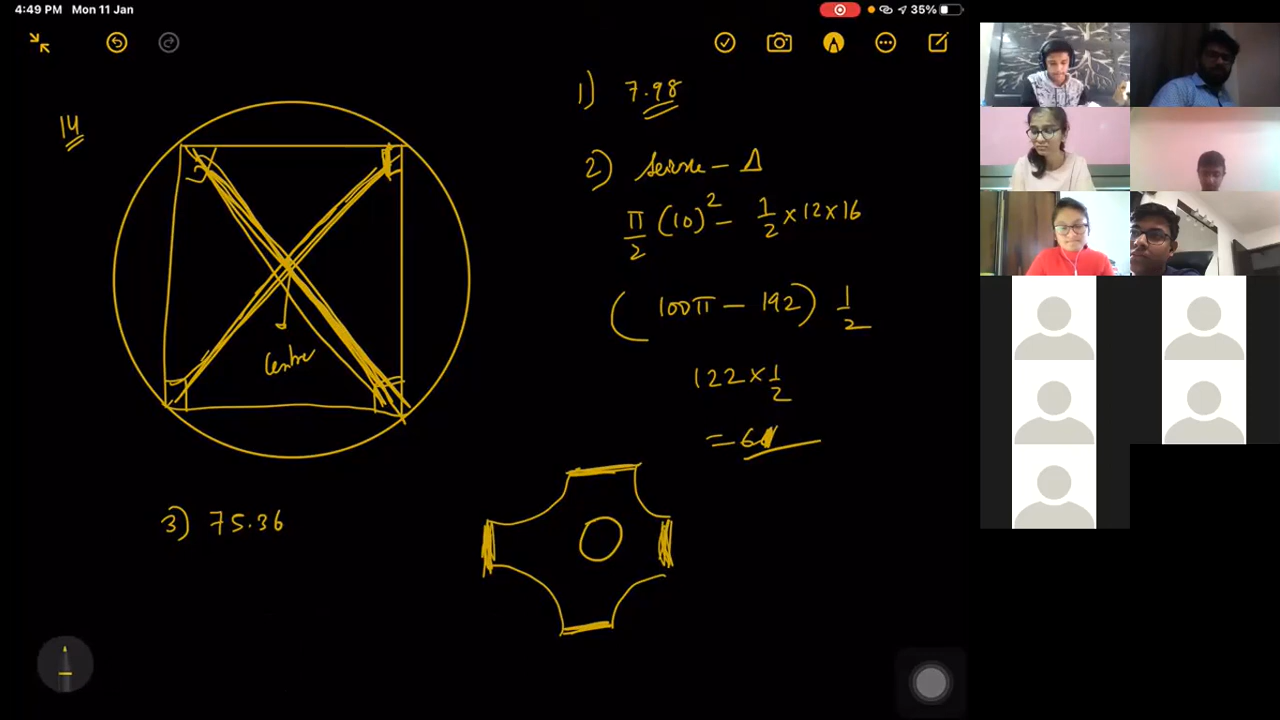 4:49 PM Mon 11 Jan
35%
14
Centre
1) 7.98
2) - Δ
π/2 (10)² - 1/2 × 12 × 16
(100π - 192) 1/2
122 × 1/2
= 61
3) 75.36